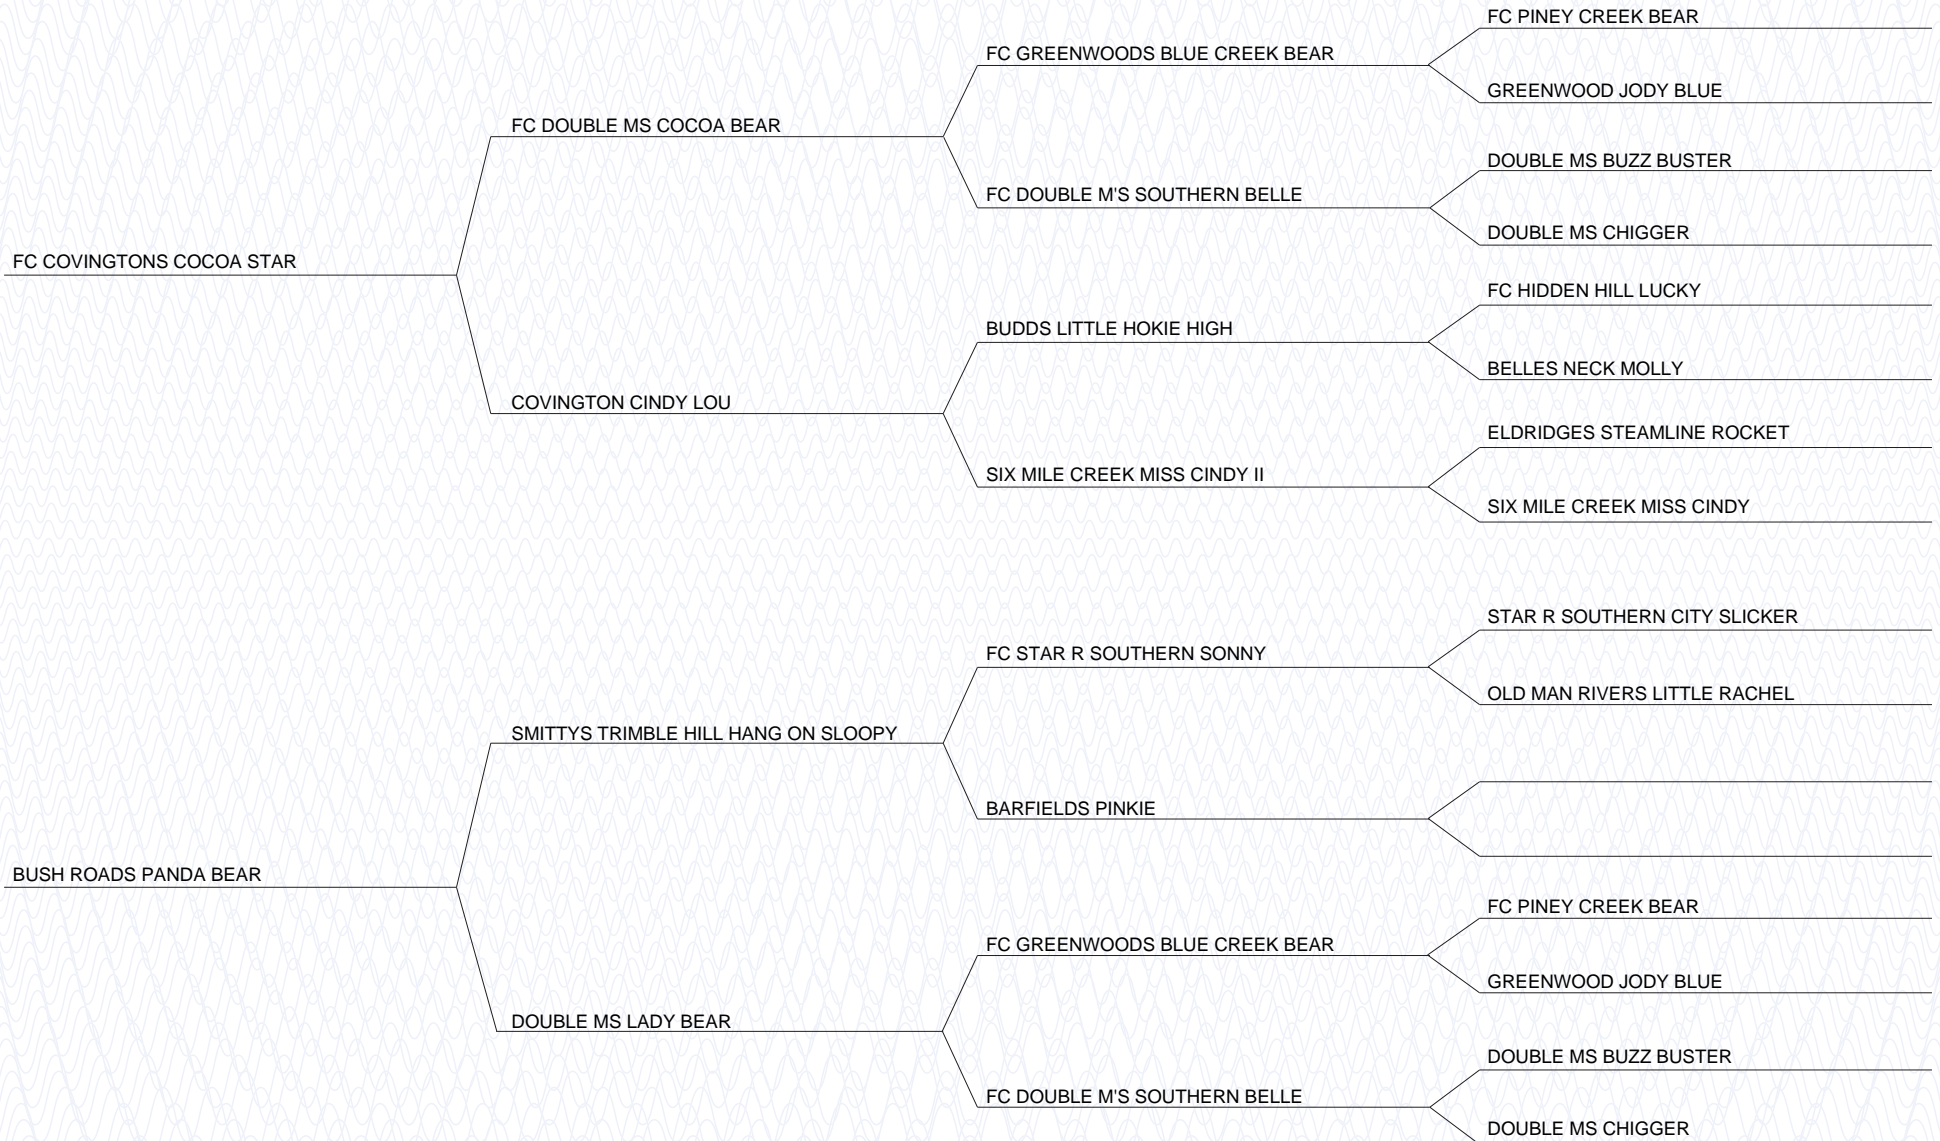 FC PINEY CREEK BEAR
FC GREENWOODS BLUE CREEK BEAR
GREENWOOD JODY BLUE
FC DOUBLE MS COCOA BEAR
DOUBLE MS BUZZ BUSTER
FC DOUBLE M'S SOUTHERN BELLE
DOUBLE MS CHIGGER
FC COVINGTONS COCOA STAR
FC HIDDEN HILL LUCKY
BUDDS LITTLE HOKIE HIGH
BELLES NECK MOLLY
COVINGTON CINDY LOU
ELDRIDGES STEAMLINE ROCKET
SIX MILE CREEK MISS CINDY II
SIX MILE CREEK MISS CINDY
STAR R SOUTHERN CITY SLICKER
FC STAR R SOUTHERN SONNY
OLD MAN RIVERS LITTLE RACHEL
SMITTYS TRIMBLE HILL HANG ON SLOOPY
BARFIELDS PINKIE
BUSH ROADS PANDA BEAR
FC PINEY CREEK BEAR
FC GREENWOODS BLUE CREEK BEAR
GREENWOOD JODY BLUE
DOUBLE MS LADY BEAR
DOUBLE MS BUZZ BUSTER
FC DOUBLE M'S SOUTHERN BELLE
DOUBLE MS CHIGGER